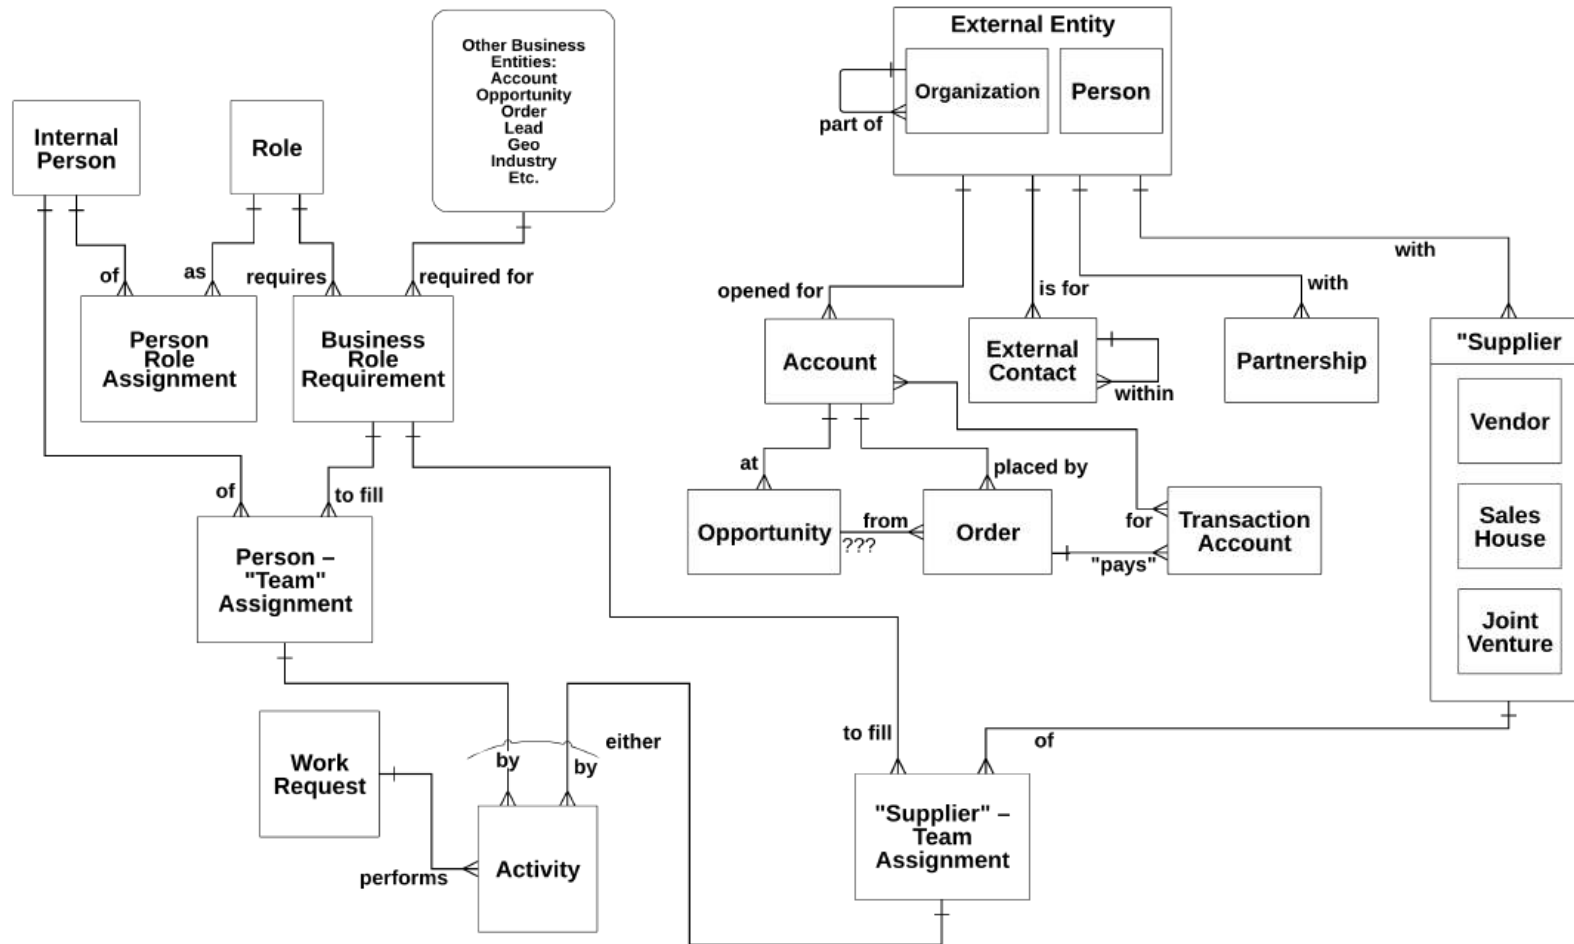 External Entity
Organization
Person
part of
Other Business
Entities:
Account
Opportunity
Order
Lead
Geo
Industry
Etc.
Internal
Person
Role
of
as
requires
required for
opened for
is for
with
with
Person
Role
Assignment
Business
Role
Requirement
Account
External
Contact
within
Partnership
"Supplier
Vendor
Sales
House
Joint
Venture
of
to fill
at
placed by
Opportunity
from
???
Order
for
"pays"
Transaction
Account
Person –
"Team"
Assignment
Work
Request
performs
by
by
either
Activity
to fill
of
"Supplier" –
Team
Assignment